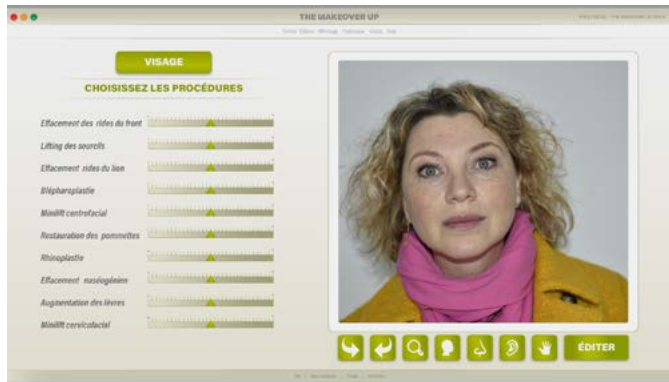 THE MAKEOVER UP
VISAGE
CHOISISSEZ LES PROCÉDURES
Effacement des rides du front
Lifting des sourcils
Effacement rides du lion
Blépharoplastie
Minilift centrofacial
Restauration des pommettes
Rhinoplastie
Effacement naséogénien
Augmentation des lèvres
Minilift cervicofacial
ÉDITER